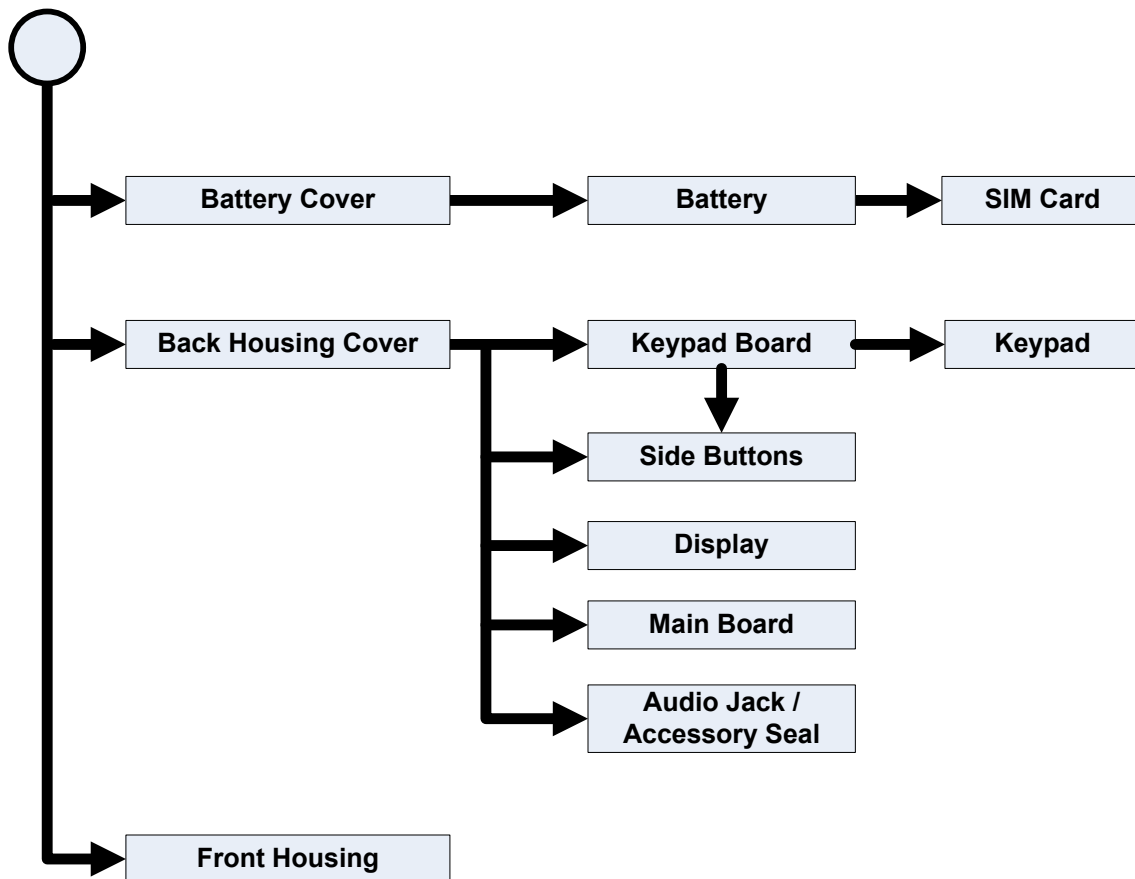 Battery Cover
Battery
SIM Card
Back Housing Cover
Keypad Board
Keypad
Side Buttons
Display
Main Board
Audio Jack /
Accessory Seal
Front Housing